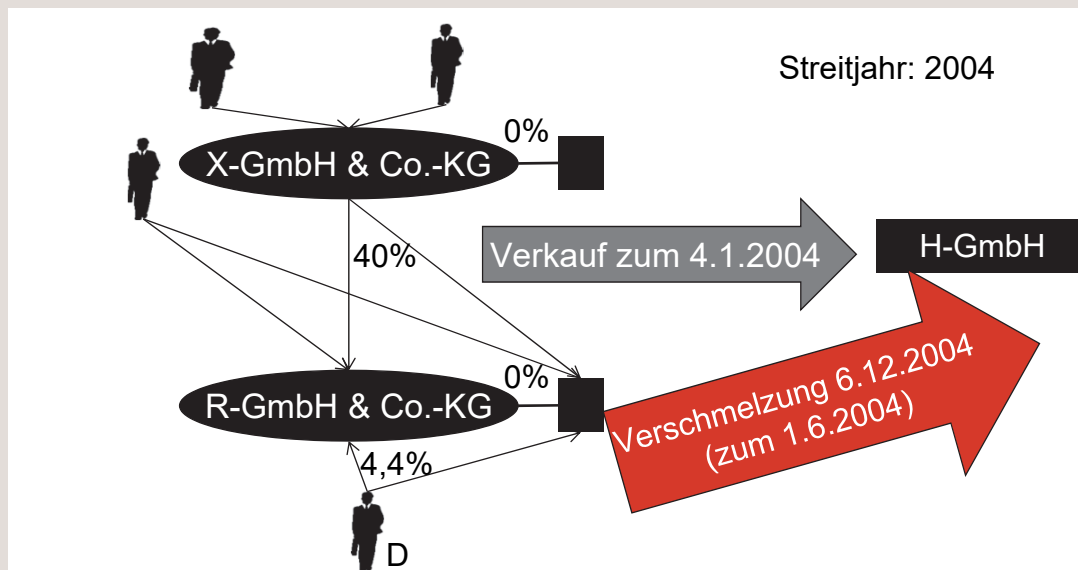 Streitjahr: 2004
0%
X-GmbH & Co.-KG
40%
Verkauf zum 4.1.2004
H-GmbH
0%
R-GmbH & Co.-KG
Verschmelzung 6.12.2004
(zum 1.6.2004)
4,4%
D